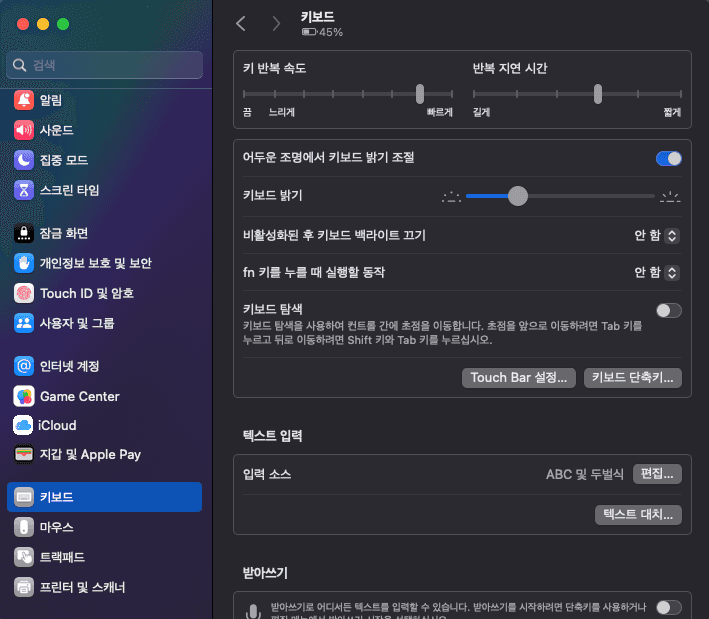 키보드
45%
검색
알림
사운드
집중 모드
스크린 타임
잠금 화면
개인정보 보호 및 보안
Touch ID 및 암호
사용자 및 그룹
인터넷 계정
Game Center
iCloud
지갑 및 Apple Pay
키보드
마우스
트랙패드
프린터 및 스캐너
키 반복 속도
반복 지연 시간
끔 느리게 빠르게
길게 짧게
어두운 조명에서 키보드 밝기 조절
키보드 밝기
비활성화된 후 키보드 백라이트 끄기 안 함
fn 키를 누를 때 실행할 동작 안 함
키보드 탐색
키보드 탐색을 사용하여 컨트롤 간에 초점을 이동합니다. 초점을 앞으로 이동하려면 Tab 키를
누르고 뒤로 이동하려면 Shift 키와 Tab 키를 누르십시오.
Touch Bar 설정... 키보드 단축키...
텍스트 입력
입력 소스 ABC 및 두벌식 편집...
텍스트 대치...
받아쓰기
받아쓰기로 어디서든 텍스트를 입력할 수 있습니다. 받아쓰기를 시작하려면 단축키를 사용하거나